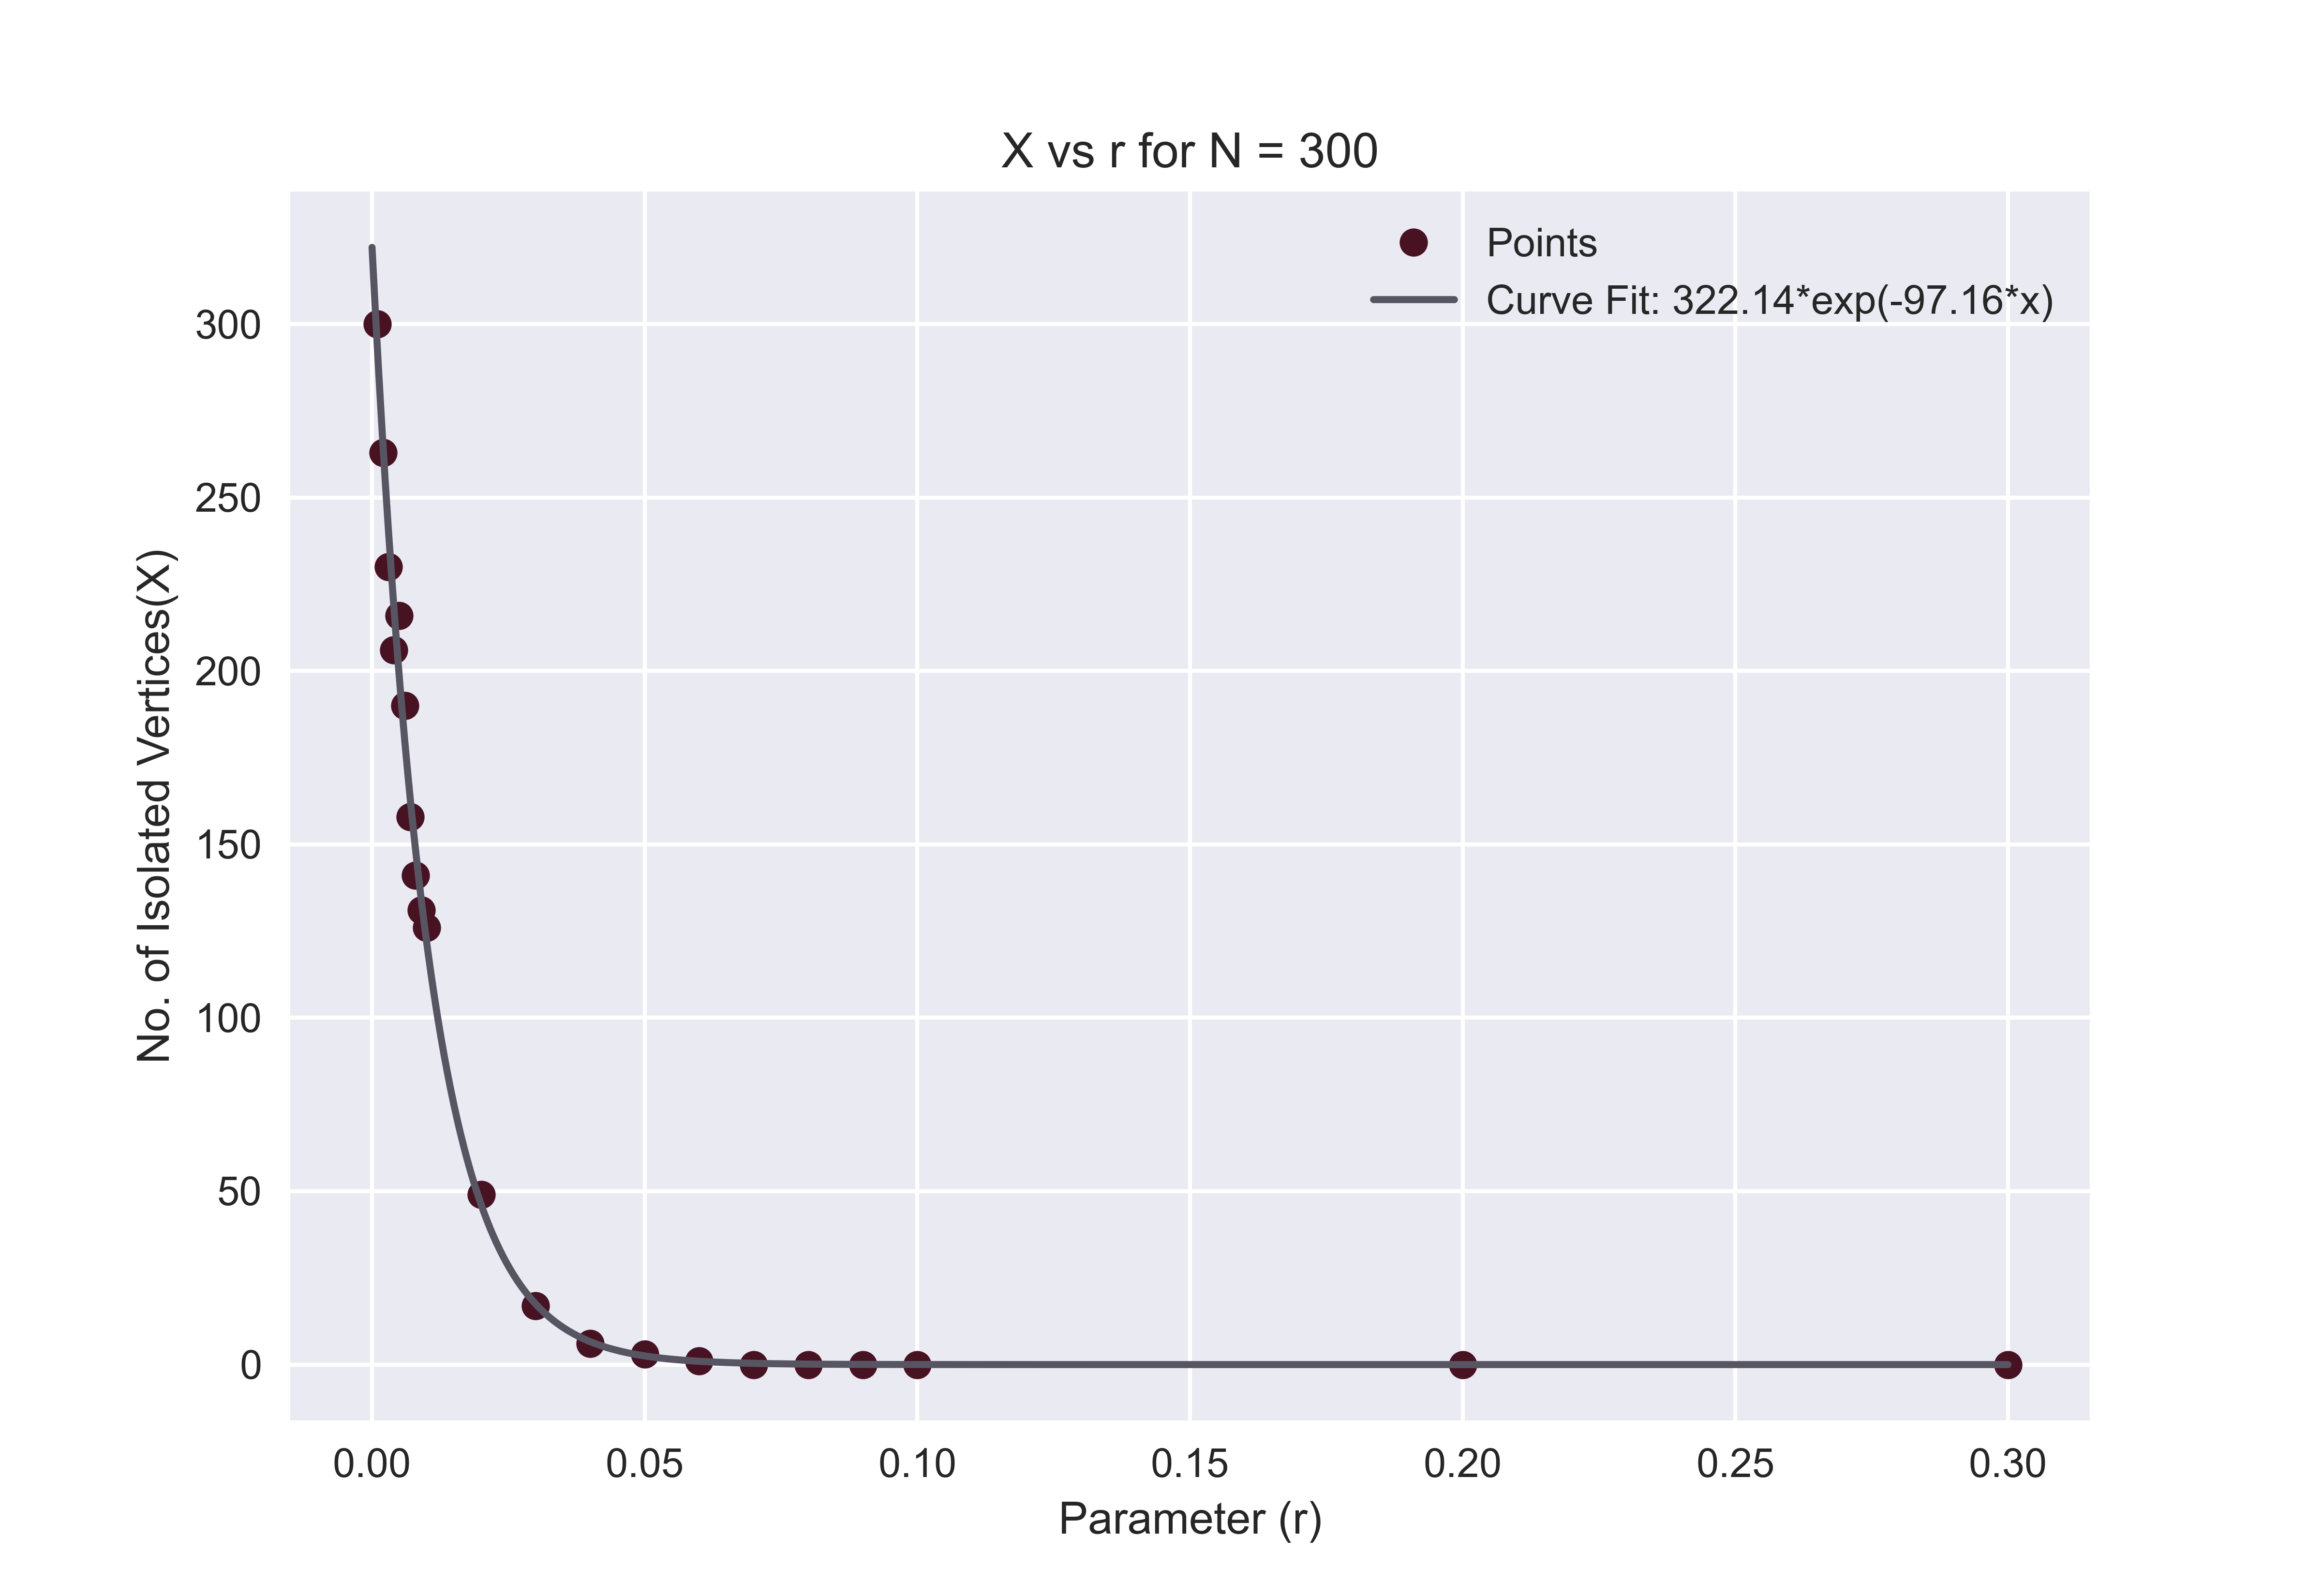 X vs r for N = 300
Points
Curve Fit: 322.14*exp(-97.16*x)
No. of Isolated Vertices(X)
300
250
200
150
100
50
0
0.00 0.05 0.10 0.15 0.20 0.25 0.30
Parameter (r)